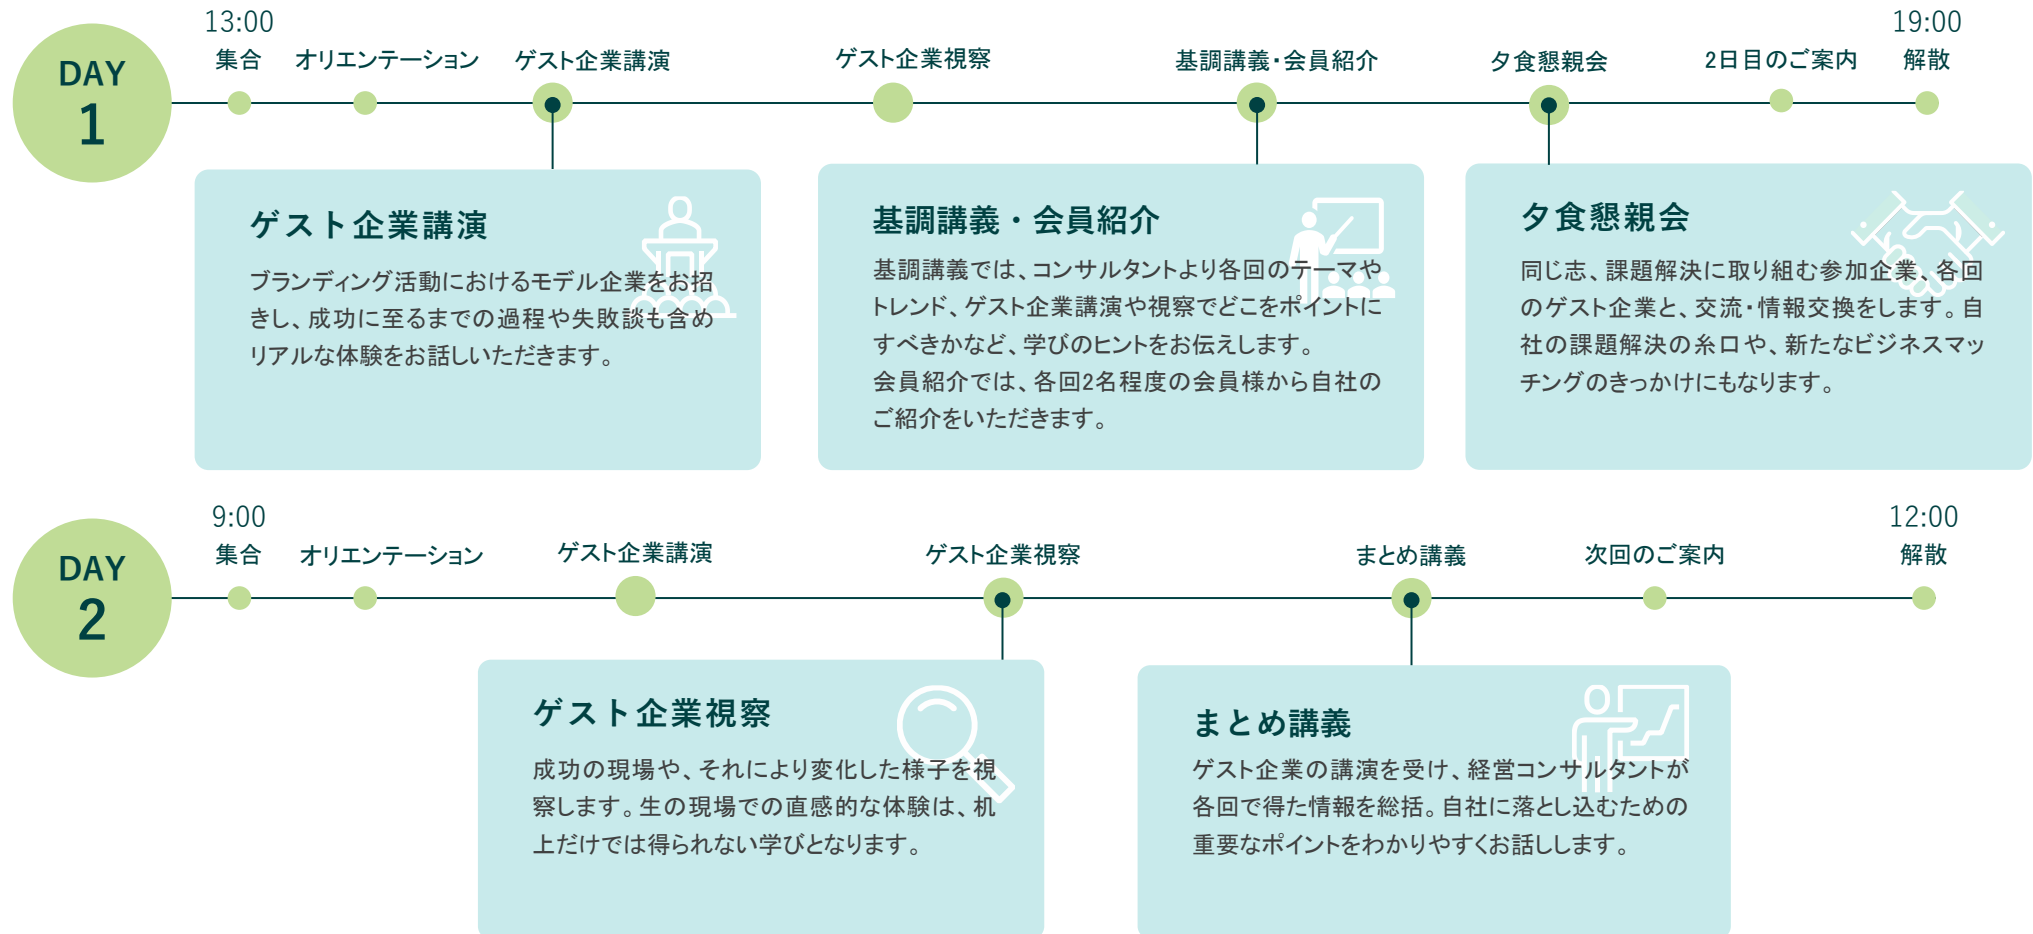 DAY
1
13:00
集合
オリエンテーション
ゲスト企業講演
ゲスト企業視察
基調講義・会員紹介
夕食懇親会
2日目のご案内
19:00
解散
ゲスト企業講演
ブランディング活動におけるモデル企業をお招
きし、成功に至るまでの過程や失敗談も含め
リアルな体験をお話しいただきます。
基調講義・会員紹介
基調講義では、コンサルタントより各回のテーマや
トレンド、ゲスト企業講演や視察でどこをポイントに
すべきかなど、学びのヒントをお伝えします。
会員紹介では、各回2名程度の会員様から自社の
ご紹介をいただきます。
夕食懇親会
同じ志、課題解決に取り組む参加企業、各回
のゲスト企業と、交流・情報交換をします。自
社の課題解決の糸口や、新たなビジネスマッ
チングのきっかけにもなります。
DAY
2
9:00
集合
オリエンテーション
ゲスト企業講演
ゲスト企業視察
まとめ講義
次回のご案内
12:00
解散
ゲスト企業視察
成功の現場や、それにより変化した様子を視
察します。生の現場での直感的な体験は、机
上だけでは得られない学びとなります。
まとめ講義
ゲスト企業の講演を受け、経営コンサルタントが
各回で得た情報を総括。自社に落とし込むための
重要なポイントをわかりやすくお話しします。